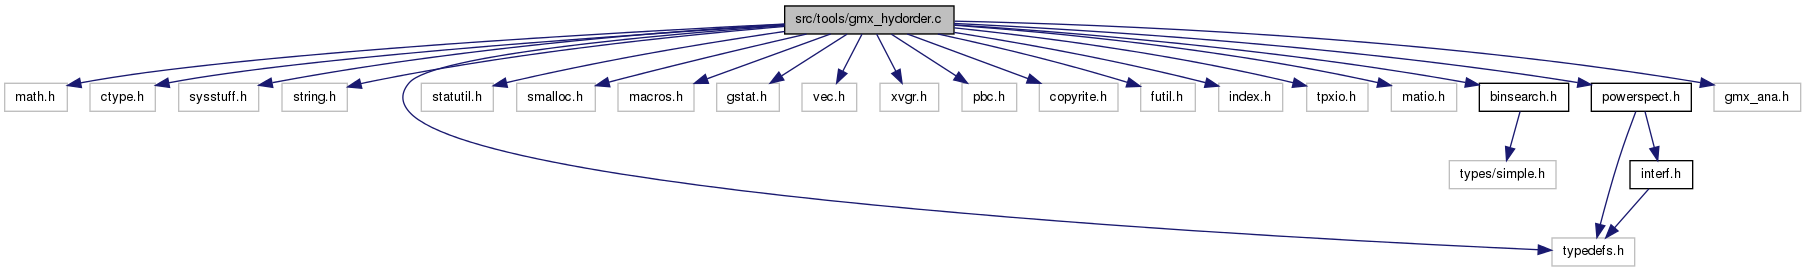 src/tools/gmx_hydorder.c
math.h
ctype.h
sysstuff.h
string.h
statutil.h
smalloc.h
macros.h
gstat.h
vec.h
xvgr.h
pbc.h
copyrite.h
futil.h
index.h
tpxio.h
matio.h
binsearch.h
powerspect.h
gmx_ana.h
types/simple.h
interf.h
typedefs.h